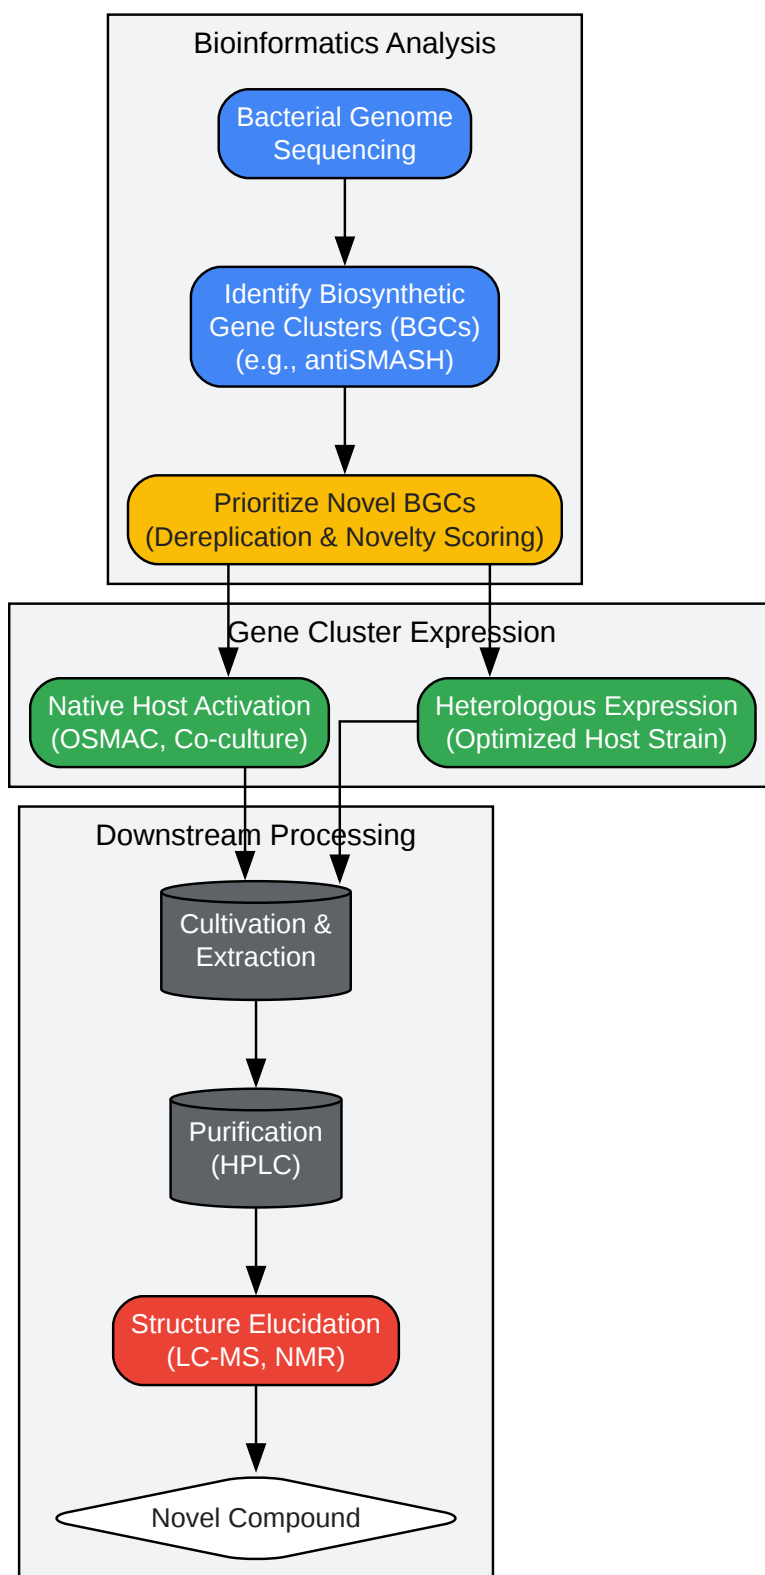 Bioinformatics Analysis
Bacterial Genome
Sequencing
Identify Biosynthetic
Gene Clusters (BGCs)
(e.g., antiSMASH)
Prioritize Novel BGCs
(Dereplication & Novelty Scoring)
Gene Cluster Expression
Native Host Activation
(OSMAC, Co-culture)
Heterologous Expression
(Optimized Host Strain)
Downstream Processing
Cultivation &
Extraction
Purification
(HPLC)
Structure Elucidation
(LC-MS, NMR)
Novel Compound